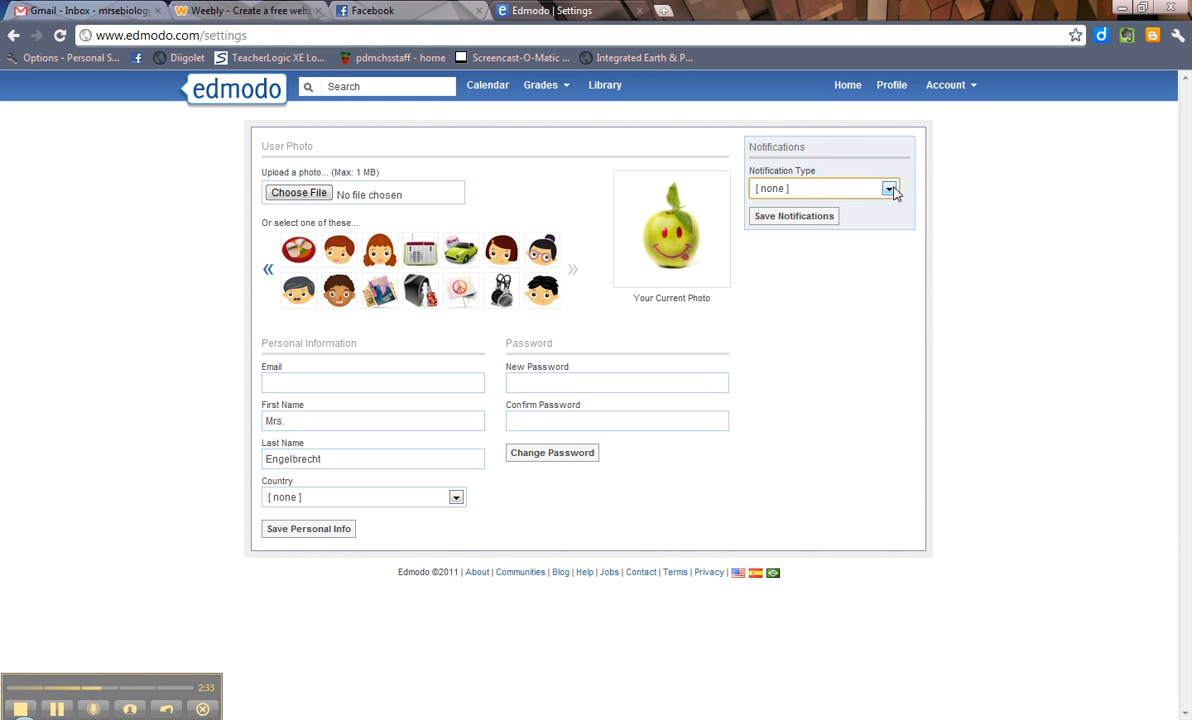 Gmail - Inbox - mrsebiology
Weebly - Create a free webs
Facebook
Edmodo | Settings
www.edmodo.com/settings
Options - Personal S...
Diigolet
TeacherLogic XE Lo...
pdmchsstaff - home
Screencast-O-Matic ...
Integrated Earth & P...
edmodo
Search
Calendar
Grades
Library
Home
Profile
Account
User Photo
Upload a photo... (Max: 1 MB)
Choose File No file chosen
Or select one of these...
Your Current Photo
Notifications
Notification Type
[ none ]
Save Notifications
Personal Information
Email
First Name
Mrs.
Last Name
Engelbrecht
Country
[ none ]
Save Personal Info
Password
New Password
Confirm Password
Change Password
Edmodo ©2011 | About | Communities | Blog | Help | Jobs | Contact | Terms | Privacy |
2:33